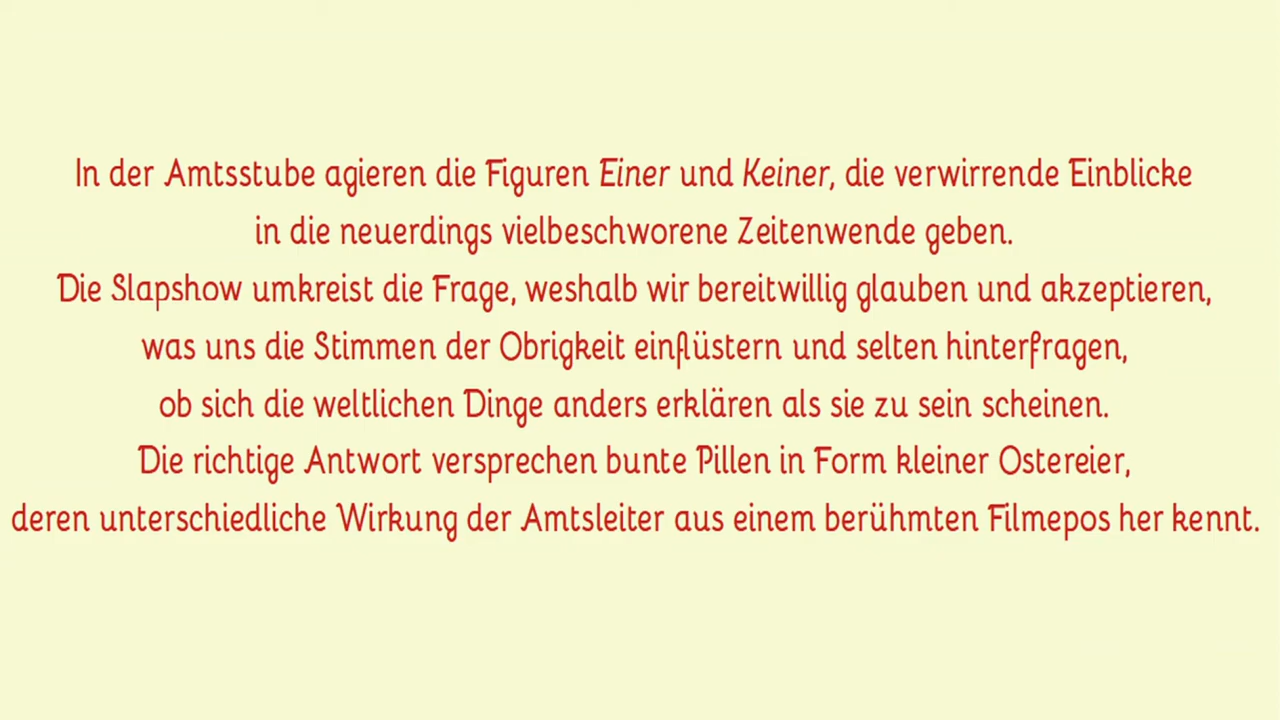 In der Amtsstube agieren die Figuren Einer und Keiner, die verwirrende Einblicke
in die neuerdings vielbeschworene Zeitenwende geben.
Die Slapshow umkreist die Frage, weshalb wir bereitwillig glauben und akzeptieren,
was uns die Stimmen der Obrigkeit einflüstern und selten hinterfragen,
ob sich die weltlichen Dinge anders erklären als sie zu sein scheinen.
Die richtige Antwort versprechen bunte Pillen in Form kleiner Ostereier,
deren unterschiedliche Wirkung der Amtsleiter aus einem berühmten Filmepos her kennt.